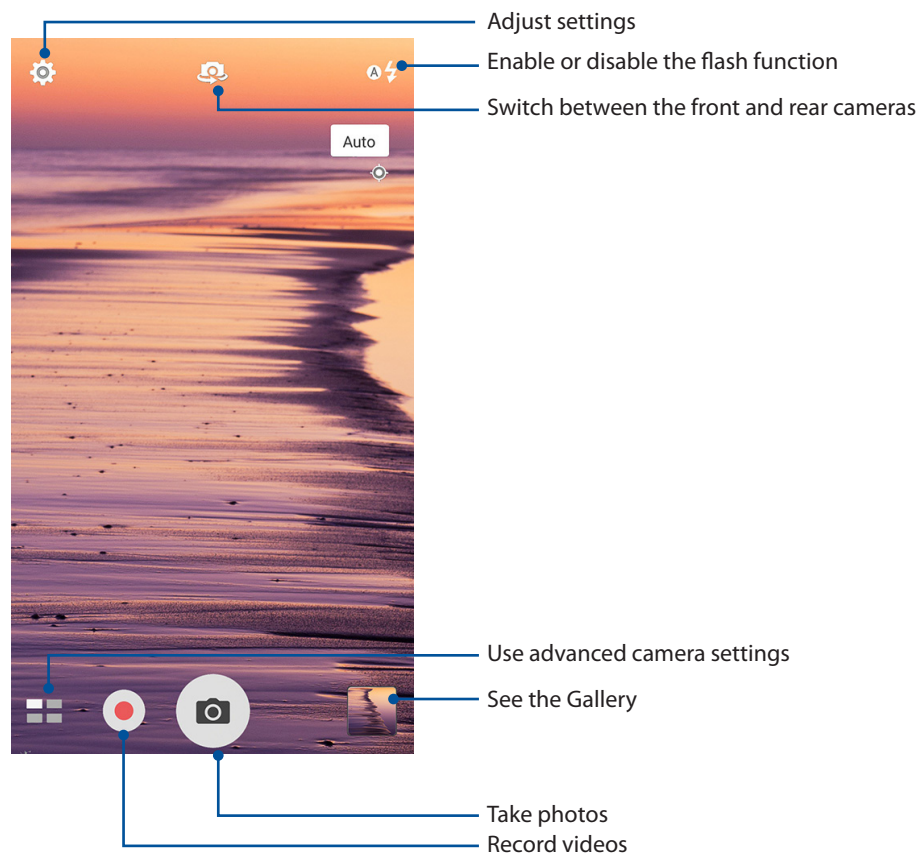 Adjust settings
Enable or disable the flash function
A
Switch between the front and rear cameras
Auto
Use advanced camera settings
See the Gallery
Take photos
Record videos